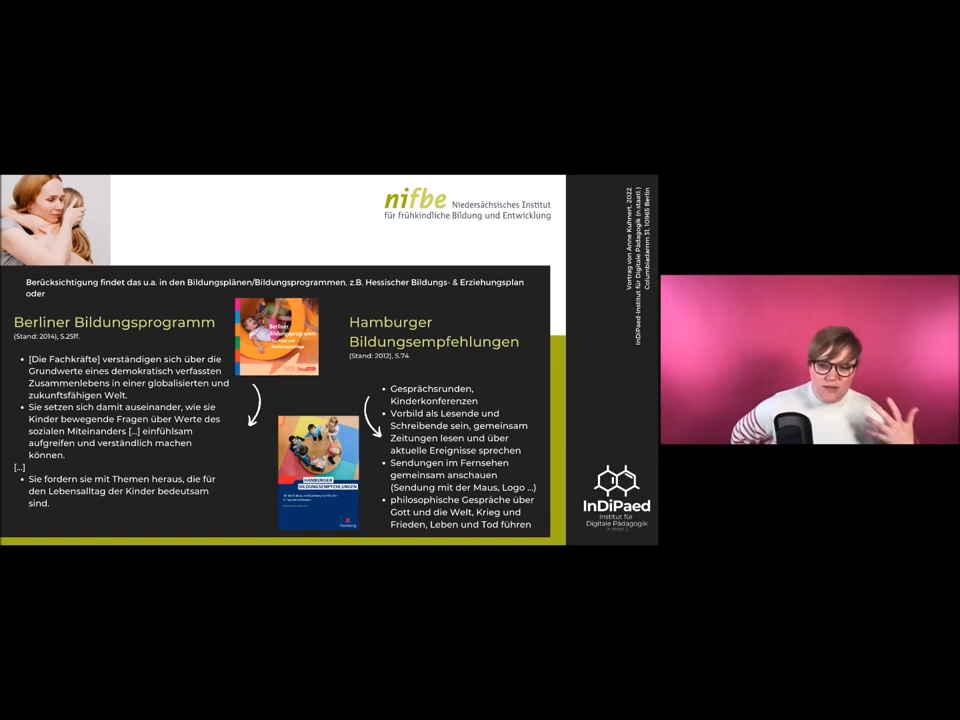 nifbe Niedersächsisches Institut
für frühkindliche Bildung und Entwicklung
Berücksichtigung findet das u.a. in den Bildungsplänen/Bildungsprogrammen, z.B. Hessischer Bildungs- & Erziehungsplan
oder
Berliner Bildungsprogramm
(Stand: 2014), S.25ff.
• [Die Fachkräfte] verständigen sich über die
Grundwerte eines demokratisch verfassten
Zusammenlebens in einer globalisierten und
zukunftsfähigen Welt.
• Sie setzen sich damit auseinander, wie sie
Kinder bewegende Fragen über Werte des
sozialen Miteinanders [...] einfühlsam
aufgreifen und verständlich machen
können.
[...]
• Sie fordern sie mit Themen heraus, die für
den Lebensalltag der Kinder bedeutsam
sind.
Berliner
Bildungsprogramm
HAMBURGER
BILDUNGSEMPFEHLUNGEN
Hamburg
Hamburger
Bildungsempfehlungen
(Stand: 2012), S.74
• Gesprächsrunden,
Kinderkonferenzen
• Vorbild als Lesende und
Schreibende sein, gemeinsam
Zeitungen lesen und über
aktuelle Ereignisse sprechen
• Sendungen im Fernsehen
gemeinsam anschauen
(Sendung mit der Maus, Logo ...)
• philosophische Gespräche über
Gott und die Welt, Krieg und
Frieden, Leben und Tod führen
Vortrag von Anne Kuhnert, 2022
InDiPaed-Institut für Digitale Pädagogik (n.staatl.)
Columbiadamm 31, 10965 Berlin
InDiPaed
Institut für
Digitale Pädagogik